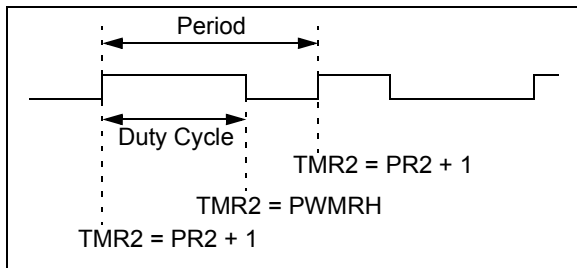 Period
Duty Cycle
TMR2 = PR2 + 1
TMR2 = PWMRH
TMR2 = PR2 + 1